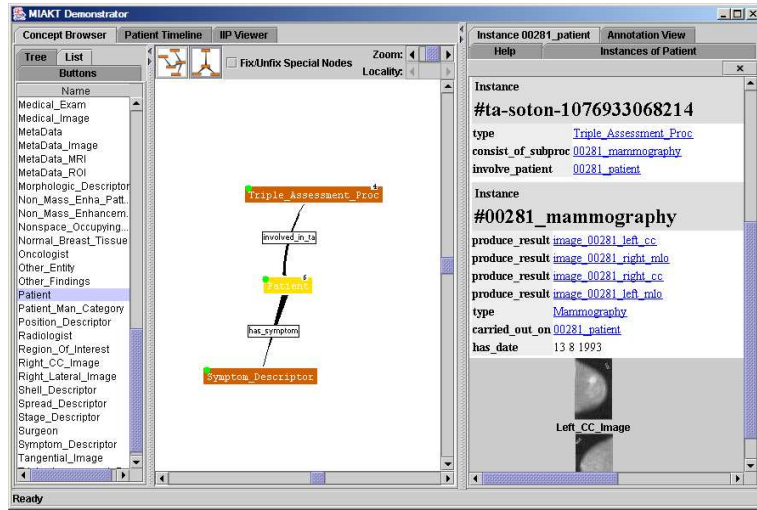 MIAKT Demonstrator
Concept Browser Patient Timeline IIP Viewer
Tree List
Buttons
Name
Medical_Exam
Medical_Image
MetaData
MetaData_Image
MetaData_MRI
MetaData_ROI
Morphologic_Descriptor
Non_Mass_Enha_Patt...
Non_Mass_Enhancem...
Nonspace_Occupying...
Normal_Breast_Tissue
Oncologist
Other_Entity
Other_Findings
Patient
Patient_Man_Category
Position_Descriptor
Radiologist
Region_Of_Interest
Right_CC_Image
Right_Lateral_Image
Shell_Descriptor
Spread_Descriptor
Stage_Descriptor
Surgeon
Symptom_Descriptor
Tangential_Image
Fix/Unfix Special Nodes
Zoom:
Locality:
4
Triple_Assessment_Proc
involved_in_ta
Patient
has_symptom
Symptom_Descriptor
Instance 00281_patient Annotation View
Help Instances of Patient
Instance
#ta-soton-1076933068214
type Triple_Assessment_Proc
consist_of_subproc 00281_mammography
involve_patient 00281_patient
Instance
#00281_mammography
produce_result image_00281_left_cc
produce_result image_00281_right_mlo
produce_result image_00281_right_cc
produce_result image_00281_left_mlo
type Mammography
carried_out_on 00281_patient
has_date 13 8 1993
Left_CC_Image
Ready